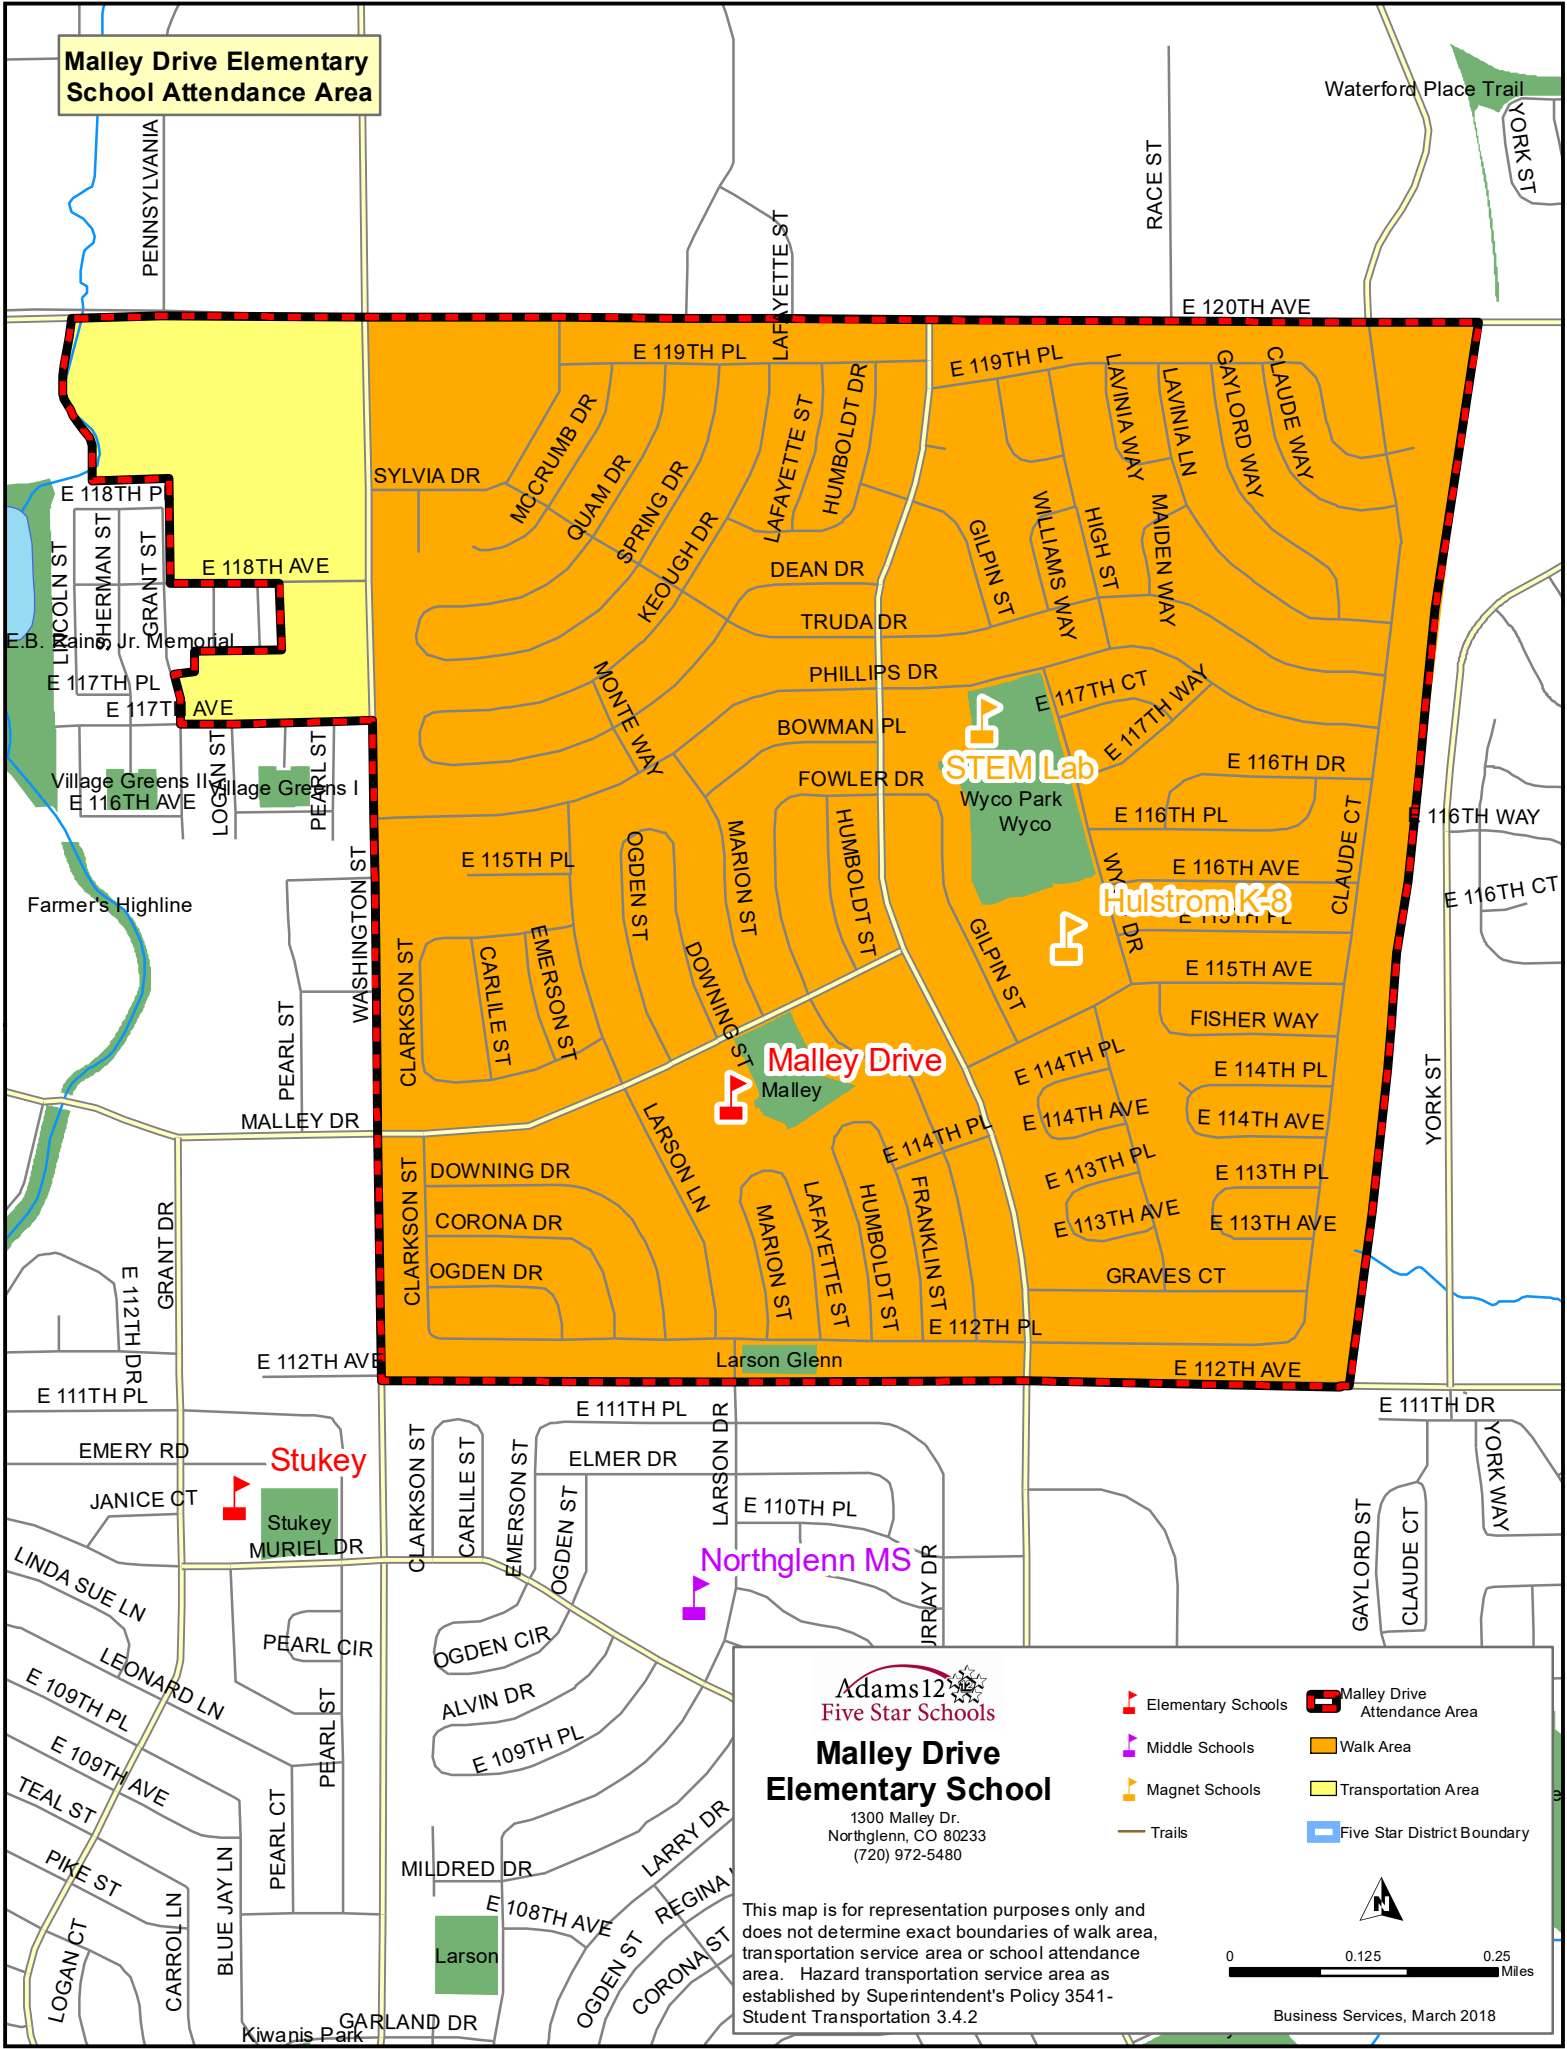 Malley Drive Elementary
School Attendance Area
Waterford Place Trail
YORK ST
PENNSYLVANIA
RACE ST
LAFAYETTE ST
E 120TH AVE
E 119TH PL
E 119TH PL
LAVINIA WAY
LAVINIA LN
GAYLORD WAY
CLAUDE WAY
MCCRUMB DR
QUAM DR
SPRING DR
KEOUGH DR
LAFAYETTE ST
HUMBOLDT DR
SYLVIA DR
E 118TH P
LINCOLN ST
SHERMAN ST
GRANT ST
E 118TH AVE
GILPIN ST
WILLIAMS WAY
HIGH ST
MAIDEN WAY
DEAN DR
TRUDA DR
E.B. Rains Jr. Memorial
E 117TH PL
E 117TH AVE
MONTE WAY
PHILLIPS DR
E 117TH CT
E 117TH WAY
BOWMAN PL
LOGAN ST
PEARL ST
Village Greens II
Village Greens I
E 116TH AVE
FOWLER DR
STEM Lab
Wyco Park
Wyco
E 116TH DR
E 116TH PL
E 116TH WAY
CLAUDE CT
HUMBOLDT ST
MARION ST
OGDEN ST
E 115TH PL
E 116TH AVE
E 116TH CT
Hulstrom K-8
E 115TH PL
WYCO DR
Farmer's Highline
WASHINGTON ST
CLARKSON ST
CARLILE ST
EMERSON ST
DOWNING ST
GILPIN ST
E 115TH AVE
FISHER WAY
PEARL ST
Malley Drive
Malley
E 114TH PL
E 114TH PL
E 114TH AVE
E 114TH AVE
YORK ST
MALLEY DR
LARSON LN
E 114TH PL
DOWNING DR
CLARKSON ST
E 113TH PL
E 113TH PL
CORONA DR
MARION ST
LAFAYETTE ST
HUMBOLDT ST
FRANKLIN ST
E 113TH AVE
E 113TH AVE
GRANT DR
E 112TH DR
OGDEN DR
GRAVES CT
E 112TH PL
Larson Glenn
E 112TH AVE
E 112TH AVE
E 111TH PL
E 111TH PL
E 111TH DR
EMERY RD
Stukey
JANICE CT
Stukey
MURIEL DR
CLARKSON ST
CARLILE ST
EMERSON ST
OGDEN ST
ELMER DR
LARSON DR
E 110TH PL
YORK WAY
GAYLORD ST
CLAUDE CT
Northglenn MS
URRAY DR
LINDA SUE LN
PEARL CIR
OGDEN CIR
LEONARD LN
E 109TH PL
ALVIN DR
E 109TH PL
PEARL ST
E 109TH AVE
TEAL ST
PEARL CT
PIKE ST
BLUE JAY LN
CARROL LN
LOGAN CT
MILDRED DR
LARRY DR
REGINA
E 108TH AVE
Larson
OGDEN ST
CORONA ST
GARLAND DR
Kiwanis Park
Adams12
12
Five Star Schools
Malley Drive
Elementary School
1300 Malley Dr.
Northglenn, CO 80233
(720) 972-5480
Elementary Schools
Middle Schools
Magnet Schools
Trails
Malley Drive
Attendance Area
Walk Area
Transportation Area
Five Star District Boundary
This map is for representation purposes only and
does not determine exact boundaries of walk area,
transportation service area or school attendance
area. Hazard transportation service area as
established by Superintendent's Policy 3541-
Student Transportation 3.4.2
N
0 0.125 0.25
Miles
Business Services, March 2018